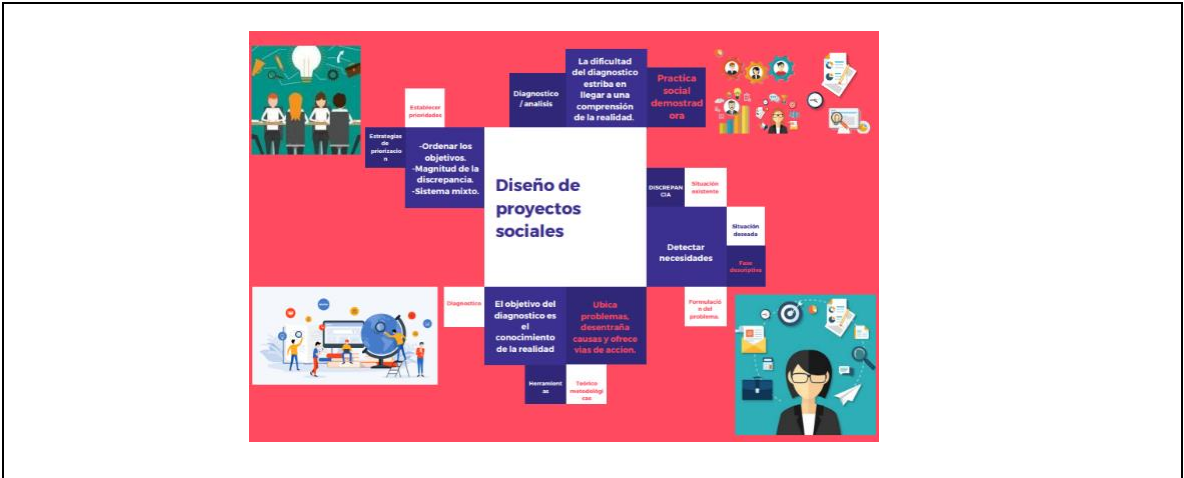 La dificultad
del diagnostico
estriba en
llegar a una
comprensión
de la realidad.
Diagnostico
/ analisis
Practica
social
demostrad
ora
Establecer
prioridades
Estrategias
de
priorizacio
n
-Ordenar los
objetivos.
-Magnitud de la
discrepancia.
-Sistema mixto.
Diseño de
proyectos
sociales
DISCREPAN
CIA
Situación
existente
Situación
deseada
Detectar
necesidades
Fase
descriptiva
Diagnostico
El objetivo del
diagnostico es
el
conocimiento
de la realidad
Ubica
problemas,
desentraña
causas y ofrece
vias de accion.
Formulació
n del
problema.
Herramient
as
Teórico
metodológi
cas